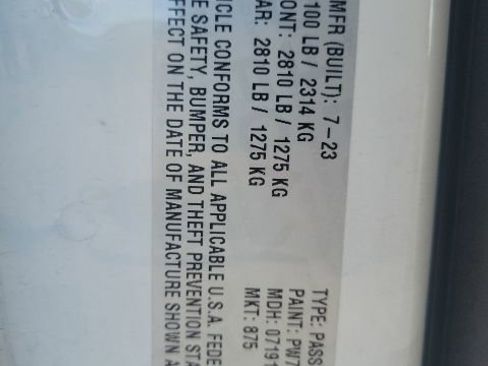 MFR (BUILT): 7-23
100 LB / 2314 KG
ONT: 2810 LB / 1275 KG
AR: 2810 LB / 1275 KG
ICLE CONFORMS TO ALL APPLICABLE U.S.A. FEDE
E SAFETY, BUMPER, AND THEFT PREVENTION STA
FFECT ON THE DATE OF MANUFACTURE SHOWN A
TYPE: PASS
PAINT: PW7
MDH: 07191
MKT: 875